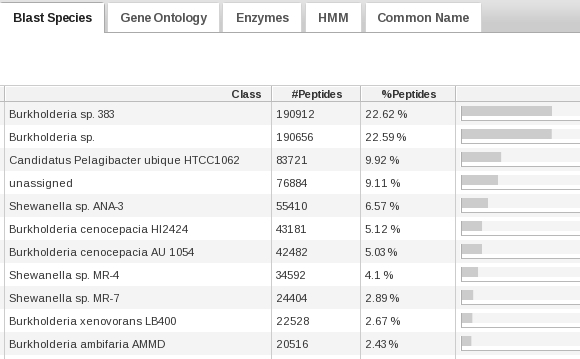 Blast Species Gene Ontology Enzymes HMM Common Name
Class #Peptides %Peptides
Burkholderia sp. 383 190912 22.62 %
Burkholderia sp. 190656 22.59 %
Candidatus Pelagibacter ubique HTCC1062 83721 9.92 %
unassigned 76884 9.11 %
Shewanella sp. ANA-3 55410 6.57 %
Burkholderia cenocepacia HI2424 43181 5.12 %
Burkholderia cenocepacia AU 1054 42482 5.03 %
Shewanella sp. MR-4 34592 4.1 %
Shewanella sp. MR-7 24404 2.89 %
Burkholderia xenovorans LB400 22528 2.67 %
Burkholderia ambifaria AMMD 20516 2.43 %